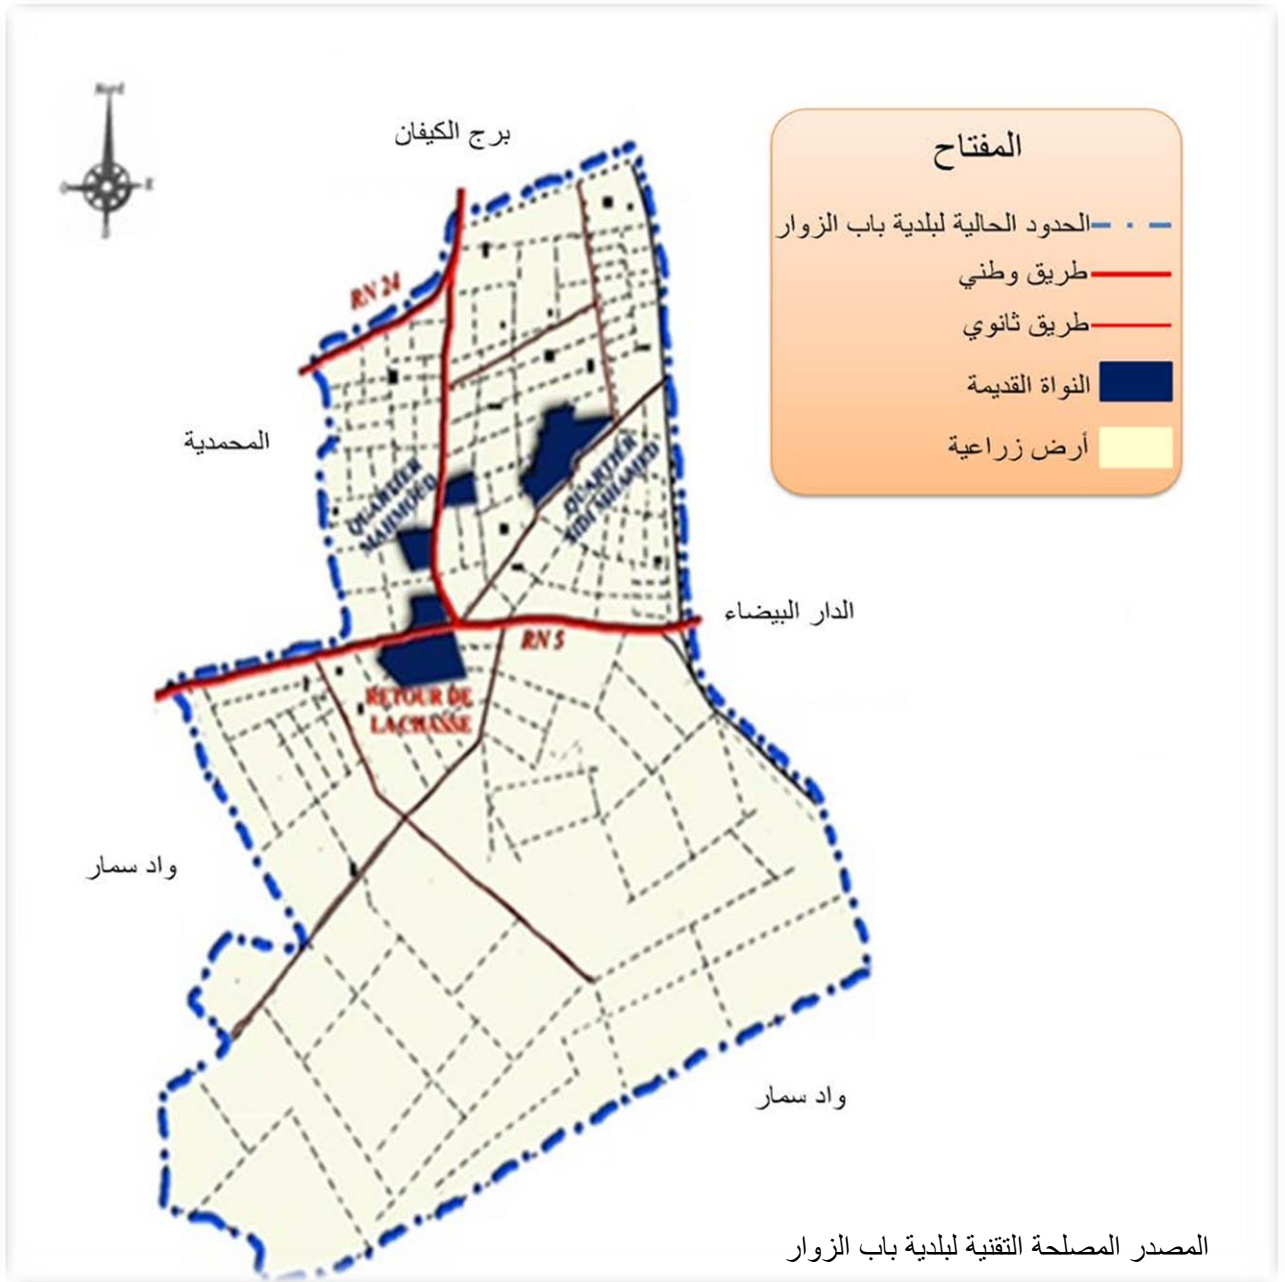 Nord
برج الكيفان
المفتاح
الحدود الحالية لبلدية باب الزوار
طريق وطني
طريق ثانوي
النواة القديمة
أرض زراعية
RN 24
المحمدية
QUARTIER
MAHMOUD
QUARTIER
SIDI MHAMED
الدار البيضاء
RN 5
RETOUR DE
LA CHASSE
واد سمار
واد سمار
المصدر المصلحة التقنية لبلدية باب الزوار